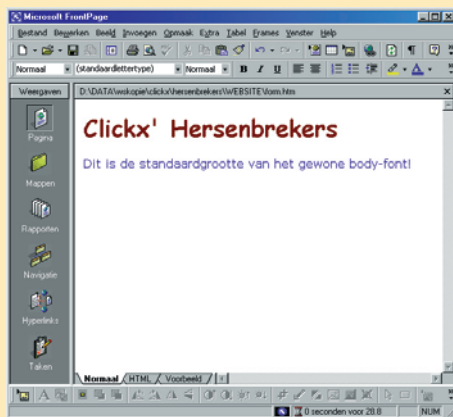 Microsoft FrontPage
Bestand Bewerken Beeld Invoegen Opmaak Extra Tabel Frames Venster Help
Normaal (standaardlettertype) Normaal B I U
Weergaven D:\DATA\wskopie\clickx\hersenbrekers\WEBSITE\form.htm
Pagina
Clickx' Hersenbrekers
Dit is de standaardgrootte van het gewone body-font!
Mappen
Rapporten
Navigatie
Hyperlinks
Taken
Normaal HTML Voorbeeld
0 seconden voor 28.8 NUM